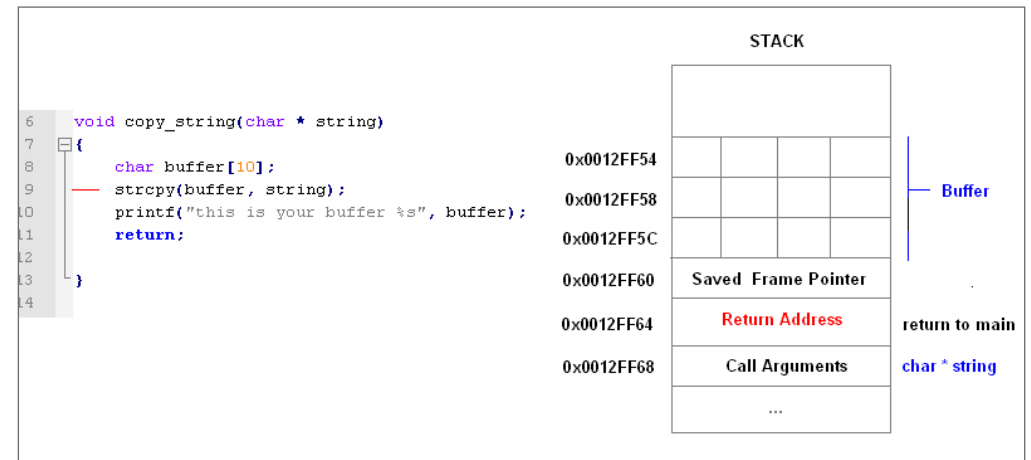 STACK
6 void copy_string(char * string)
7 {
8 char buffer[10];
9 strcpy(buffer, string);
10 printf("this is your buffer %s", buffer);
11 return;
12
13 }
14
0x0012FF54
0x0012FF58
0x0012FF5C
Buffer
0x0012FF60 Saved Frame Pointer
0x0012FF64 Return Address return to main
0x0012FF68 Call Arguments char * string
...